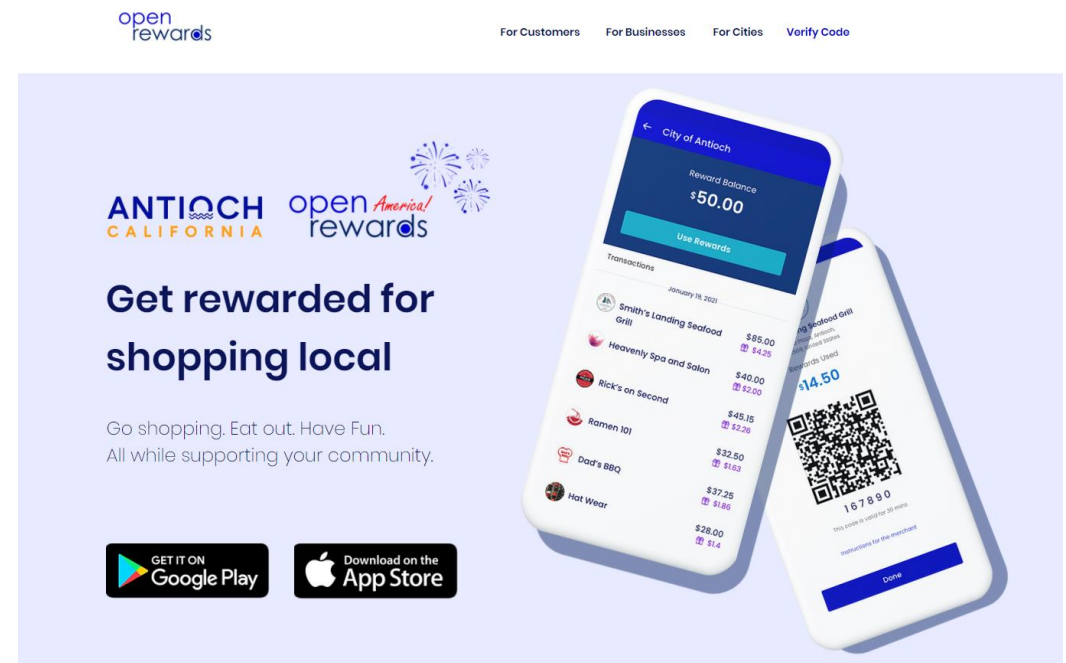 open
rewards
For Customers
For Businesses
For Cities
Verify Code
ANTIOCH
CALIFORNIA
open America!
rewards
Get rewarded for
shopping local
Go shopping. Eat out. Have Fun.
All while supporting your community.
GET IT ON
Google Play
Download on the
App Store
← City of Antioch
Reward Balance
$50.00
Use Rewards
Transactions
January 19, 2021
Smith's Landing Seafood
Grill
$85.00
$4.25
Heavenly Spa and Salon
$40.00
$2.00
Rick's on Second
$45.15
$2.26
Ramen 101
$32.50
$1.63
Dad's BBQ
$37.25
$1.86
Hat Wear
$28.00
$1.4
Seafood Grill
Antioch,
United States
Rewards Used
$14.50
167890
This page is valid for 30 mins
Instructions for the merchant
Done